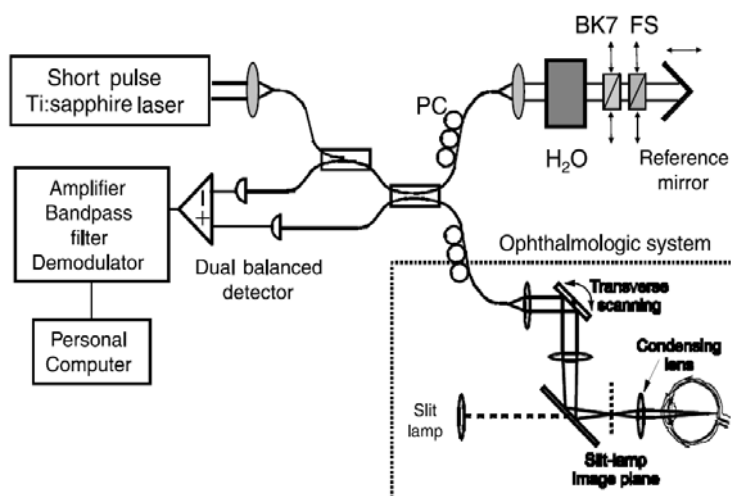 Short pulse
Ti:sapphire laser
BK7 FS
PC
H₂O
Reference
mirror
Amplifier
Bandpass
filter
Demodulator
−
+
Dual balanced
detector
Personal
Computer
Ophthalmologic system
Transverse
scanning
Condensing
lens
Slit
lamp
Slit-lamp
Image plane